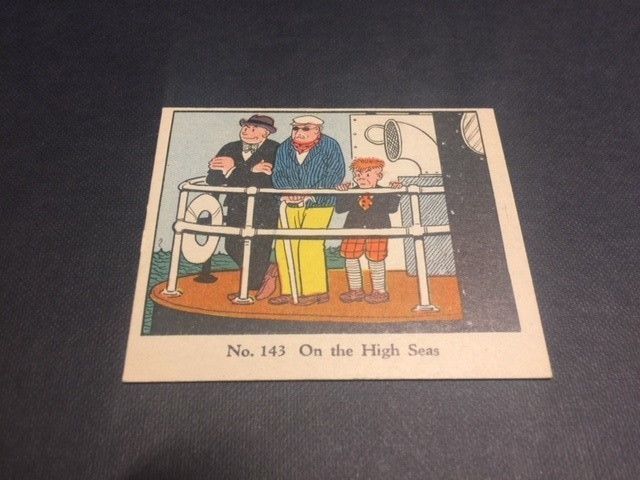 No. 143 On the High Seas